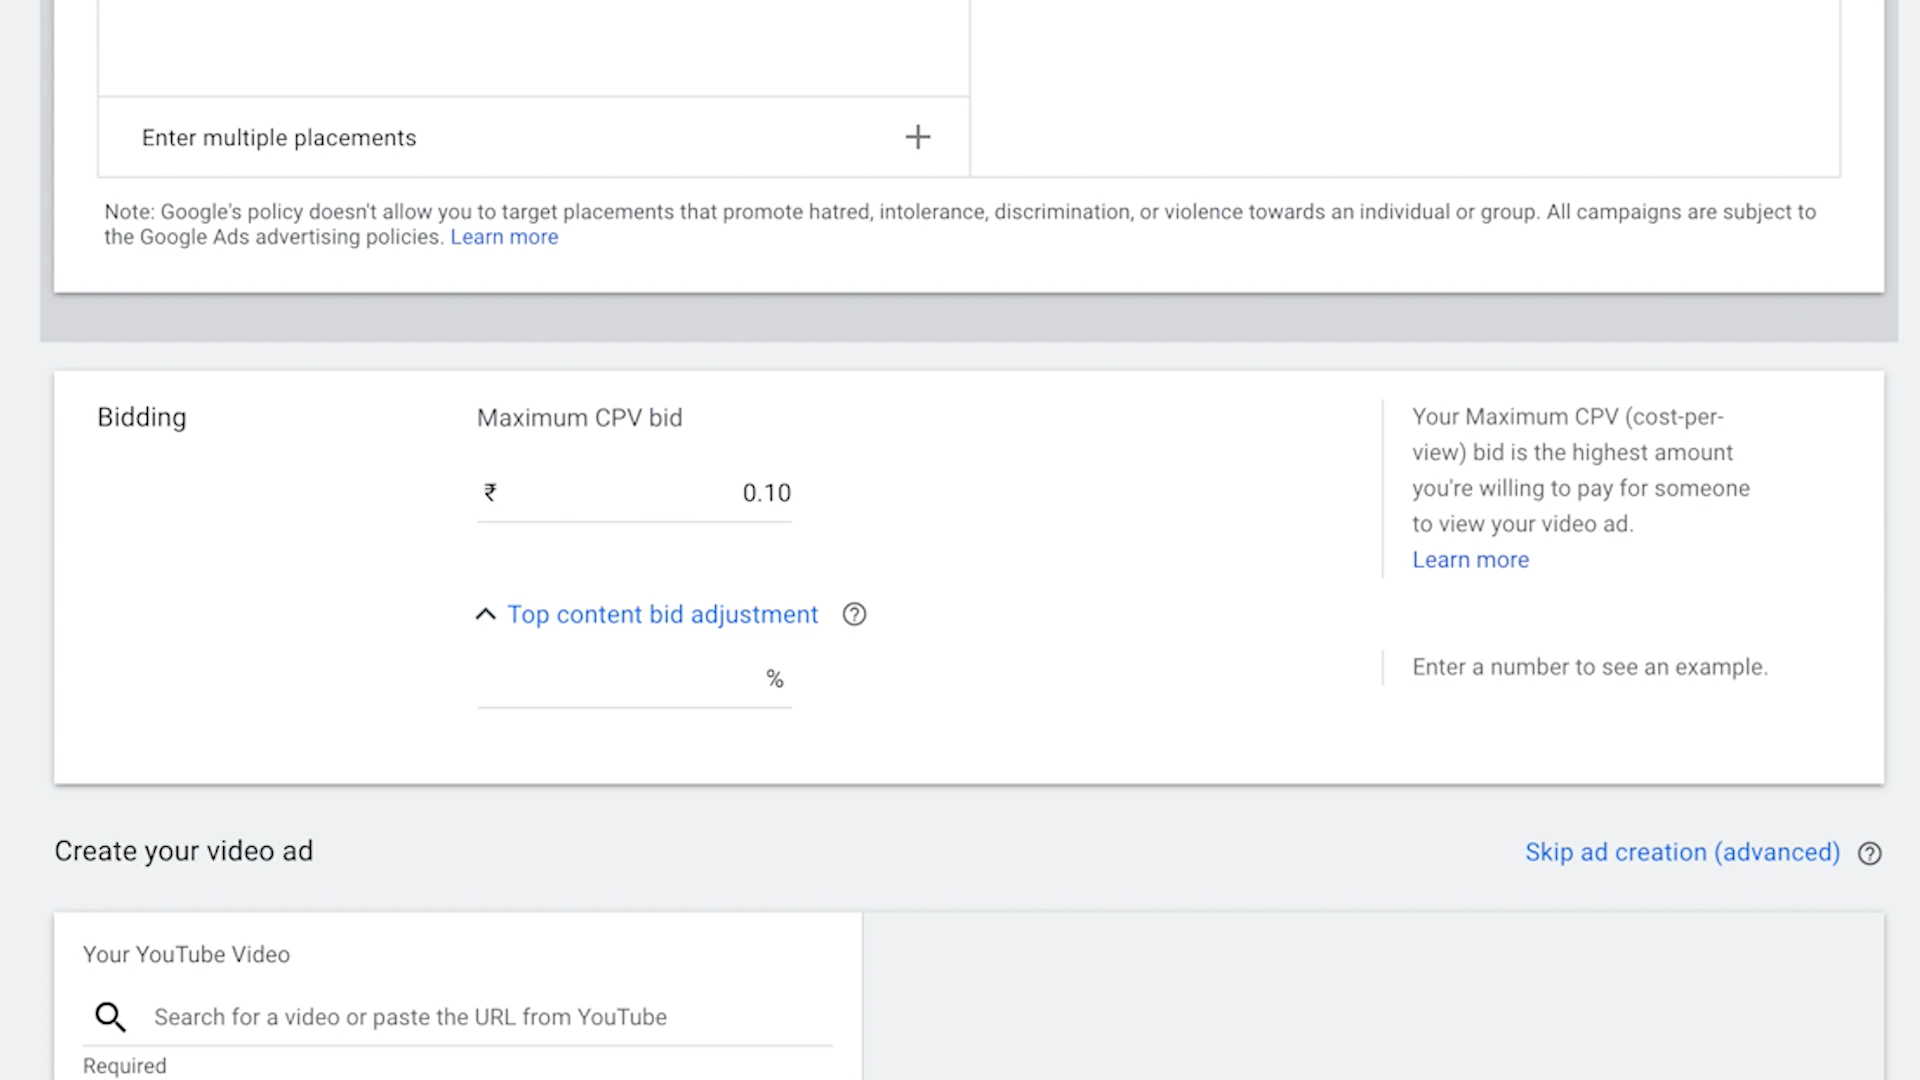 Enter multiple placements
Note: Google's policy doesn't allow you to target placements that promote hatred, intolerance, discrimination, or violence towards an individual or group. All campaigns are subject to
the Google Ads advertising policies. Learn more
Bidding
Maximum CPV bid
₹ 0.10
Your Maximum CPV (cost-per-
view) bid is the highest amount
you're willing to pay for someone
to view your video ad.
Learn more
Top content bid adjustment
%
Enter a number to see an example.
Create your video ad
Skip ad creation (advanced)
Your YouTube Video
Search for a video or paste the URL from YouTube
Required